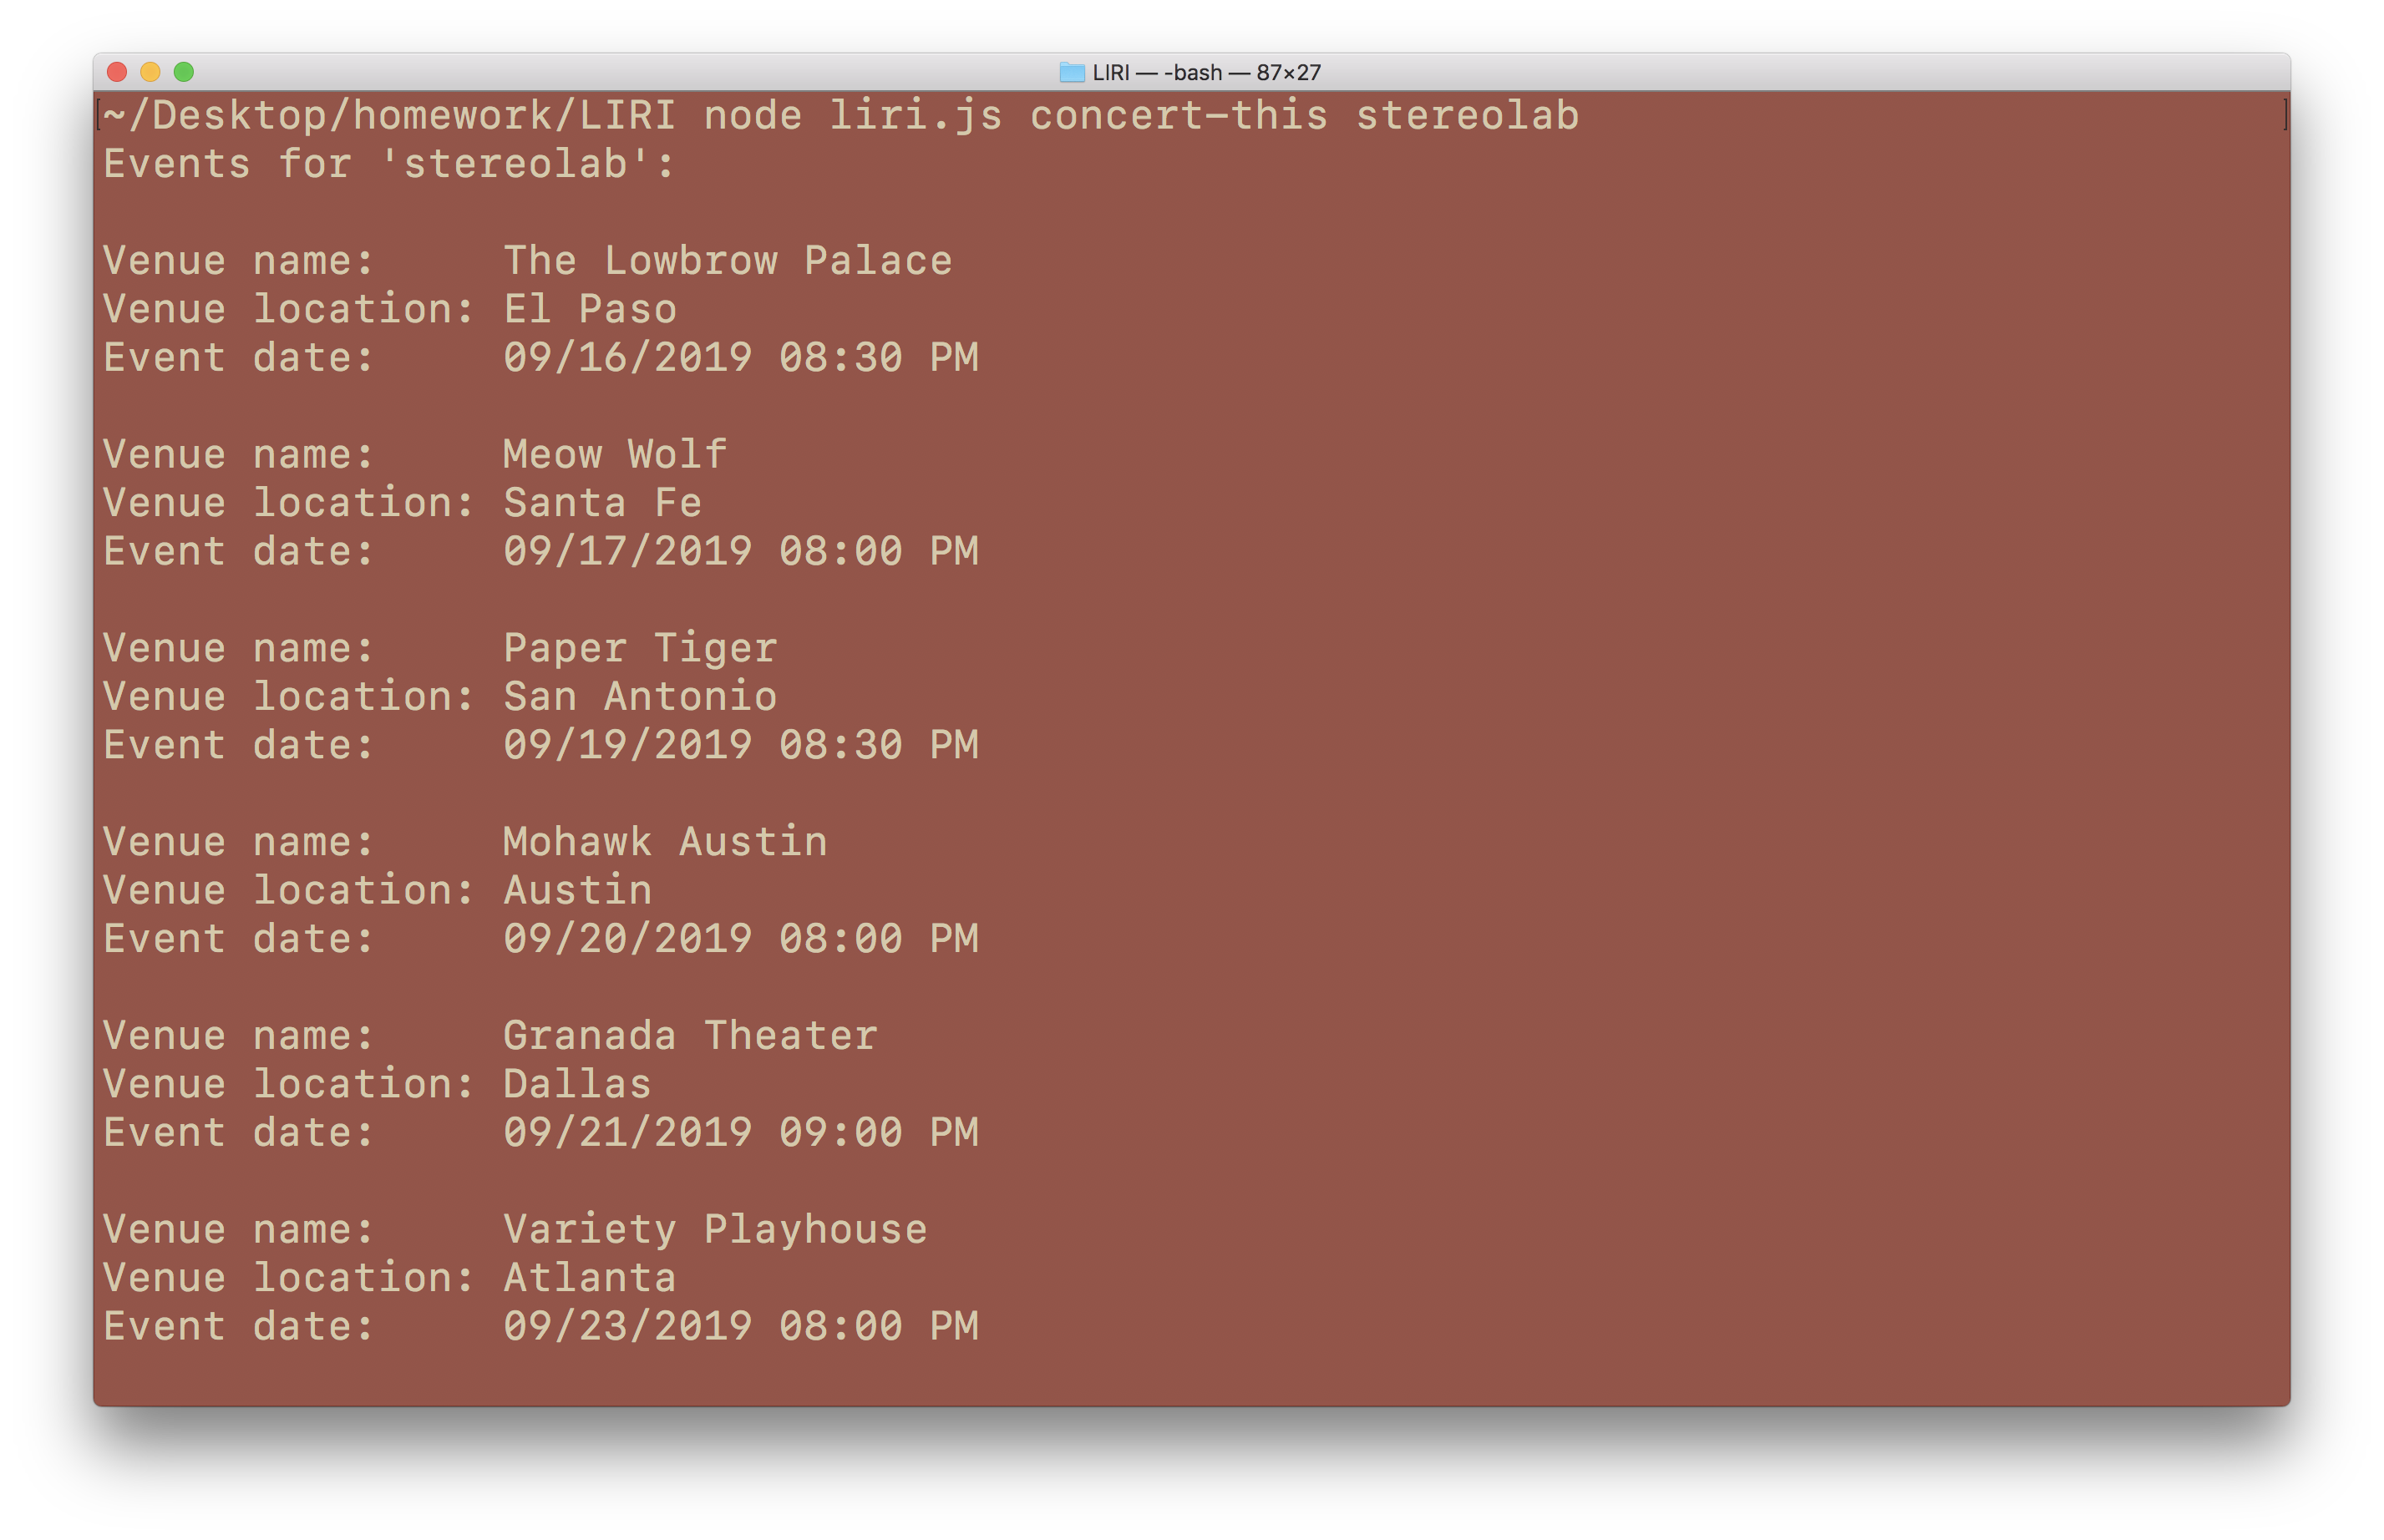 LIRI — -bash — 87×27
~/Desktop/homework/LIRI node liri.js concert-this stereolab
Events for 'stereolab':
Venue name:     The Lowbrow Palace
Venue location: El Paso
Event date:     09/16/2019 08:30 PM
Venue name:     Meow Wolf
Venue location: Santa Fe
Event date:     09/17/2019 08:00 PM
Venue name:     Paper Tiger
Venue location: San Antonio
Event date:     09/19/2019 08:30 PM
Venue name:     Mohawk Austin
Venue location: Austin
Event date:     09/20/2019 08:00 PM
Venue name:     Granada Theater
Venue location: Dallas
Event date:     09/21/2019 09:00 PM
Venue name:     Variety Playhouse
Venue location: Atlanta
Event date:     09/23/2019 08:00 PM